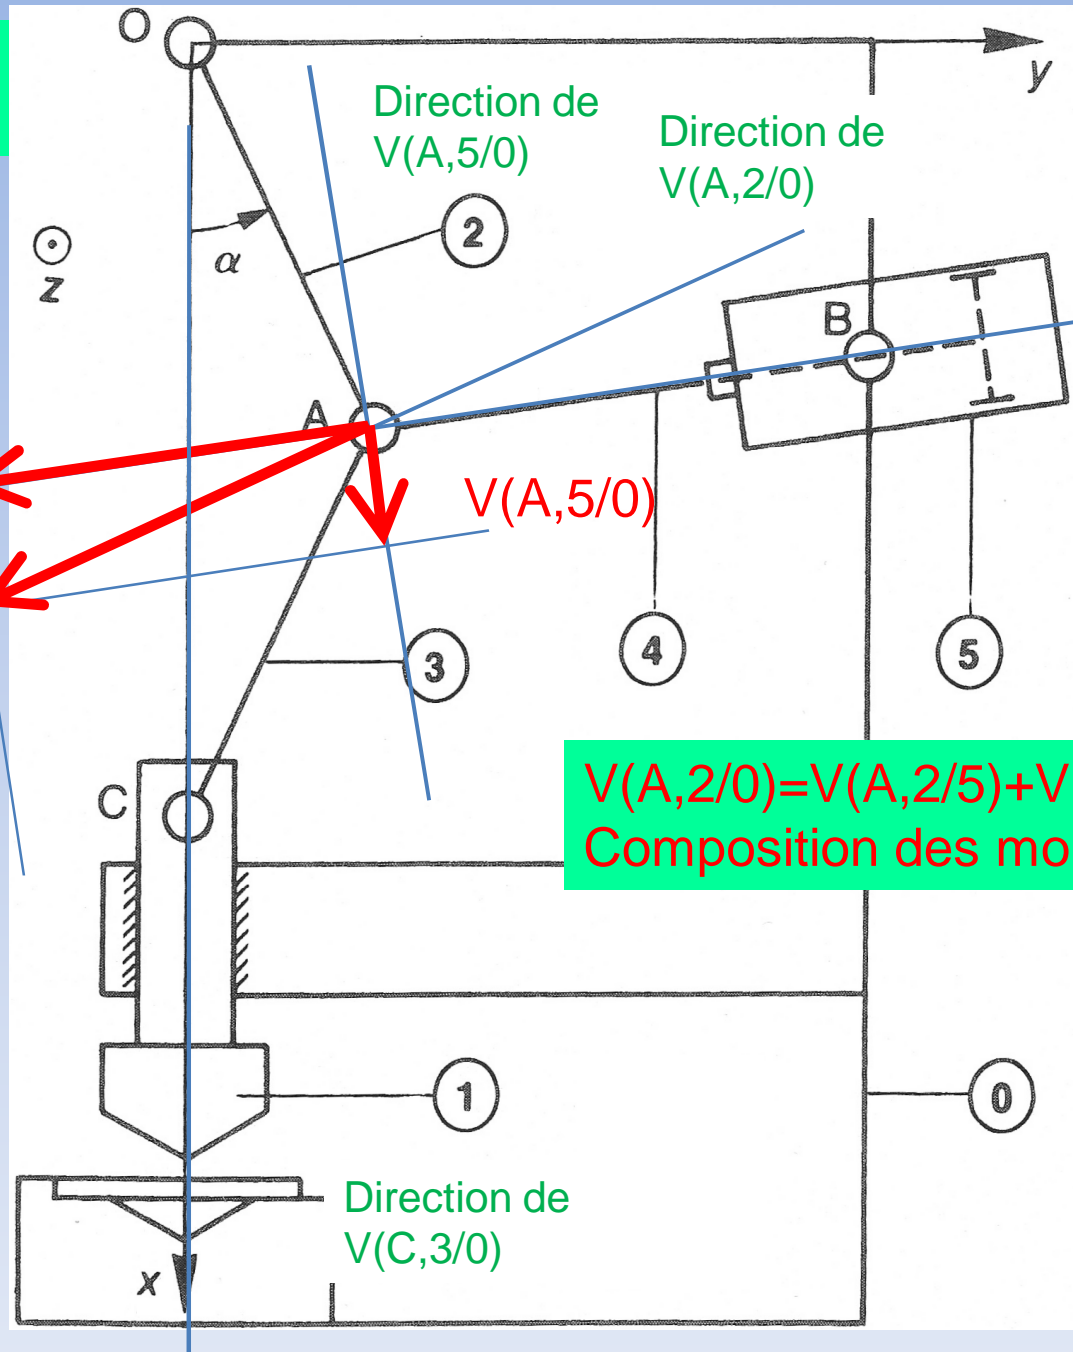 O
y
Direction de
V(A,5/0)
Direction de
V(A,2/0)
2
α
z
B
A
V(A,5/0)
3
4
5
C
V(A,2/0)=V(A,2/5)+V
Composition des mo
1
0
Direction de
V(C,3/0)
x